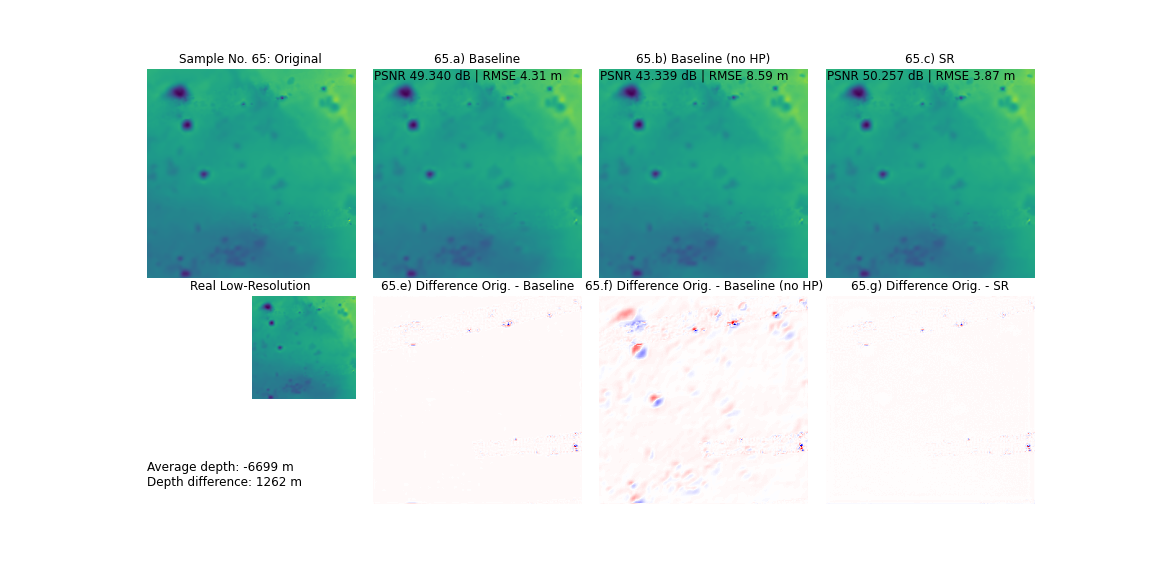 Sample No. 65: Original
65.a) Baseline
65.b) Baseline (no HP)
65.c) SR
PSNR 49.340 dB | RMSE 4.31 m
PSNR 43.339 dB | RMSE 8.59 m
PSNR 50.257 dB | RMSE 3.87 m
Real Low-Resolution
65.e) Difference Orig. - Baseline
65.f) Difference Orig. - Baseline (no HP)
65.g) Difference Orig. - SR
Average depth: -6699 m
Depth difference: 1262 m